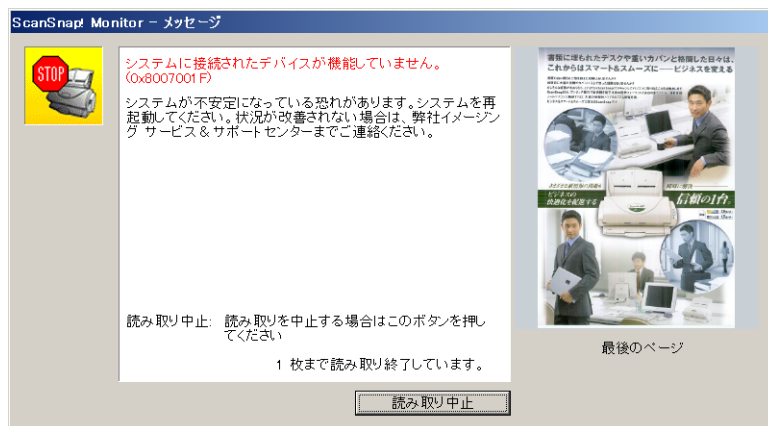 ScanSnap! Monitor - メッセージ
STOP
システムに接続されたデバイスが機能していません。
(0x8007001F)
システムが不安定になっている恐れがあります。システムを再
起動してください。状況が改善されない場合は、弊社イメージン
グ サービス&サポートセンターまでご連絡ください。
読み取り中止: 読み取りを中止する場合はこのボタンを押し
てください
1 枚まで読み取り終了しています。
読み取り中止
書類に埋もれたデスクや重いカバンと格闘した日々は、
これからはスマート&スムーズに──ビジネスを変える
ビジネスの
快適化を配慮する
信頼の1台。
最後のページ